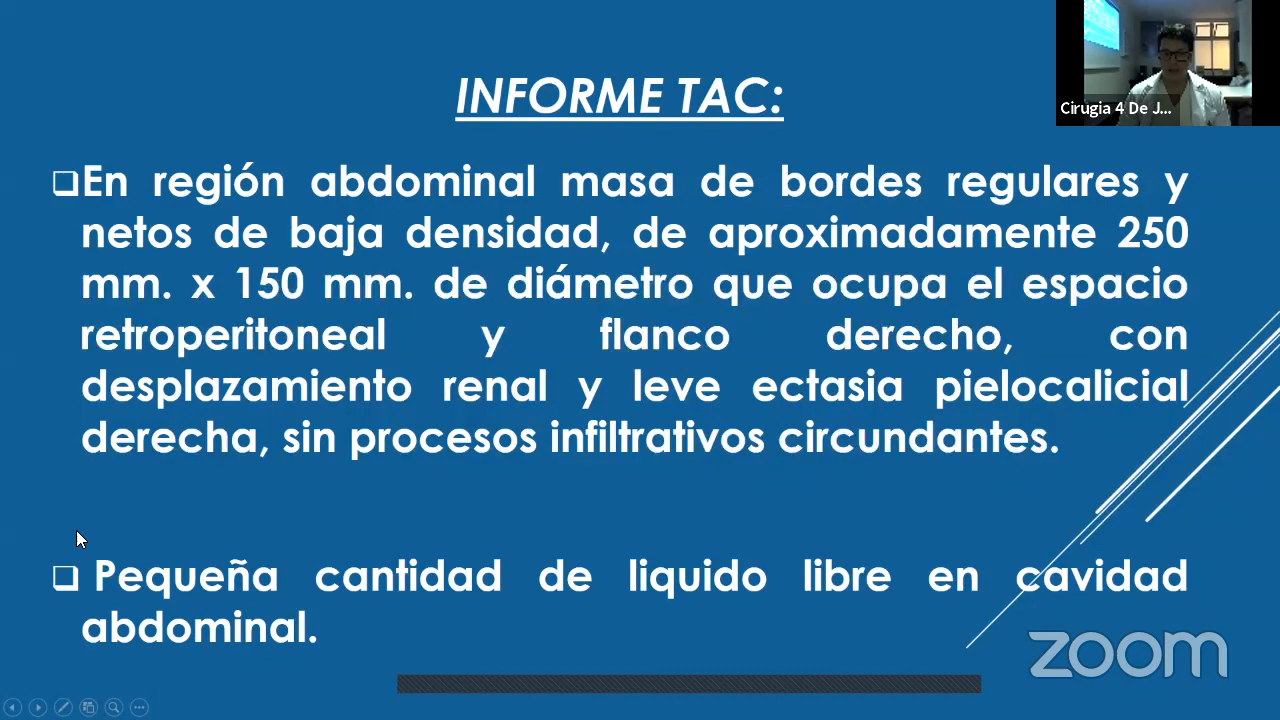 INFORME TAC:
Cirugia 4 De J...
En región abdominal masa de bordes regulares y
netos de baja densidad, de aproximadamente 250
mm. x 150 mm. de diámetro que ocupa el espacio
retroperitoneal y flanco derecho, con
desplazamiento renal y leve ectasia pielocalicial
derecha, sin procesos infiltrativos circundantes.
Pequeña cantidad de liquido libre en cavidad
abdominal.
zoom